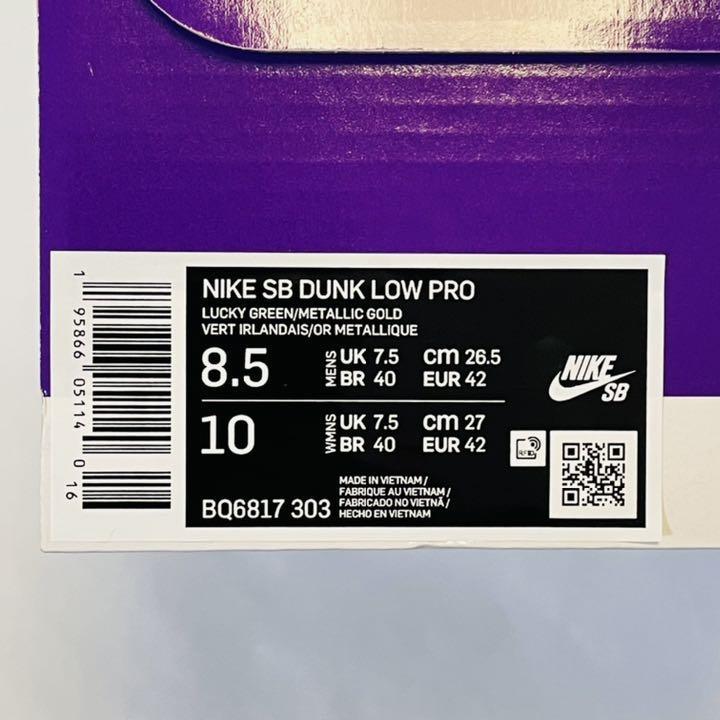 NIKE SB DUNK LOW PRO
LUCKY GREEN/METALLIC GOLD
VERT IRLANDAIS/OR METALLIQUE
8.5 MENS UK 7.5 cm 26.5
BR 40 EUR 42
10 WMNS UK 7.5 cm 27
BR 40 EUR 42
NIKE
SB
RFID
BQ6817 303
MADE IN VIETNAM /
FABRIQUE AU VIETNAM /
FABRICADO NO VIETNÃ /
HECHO EN VIETNAM
1 95866 05114 0 16